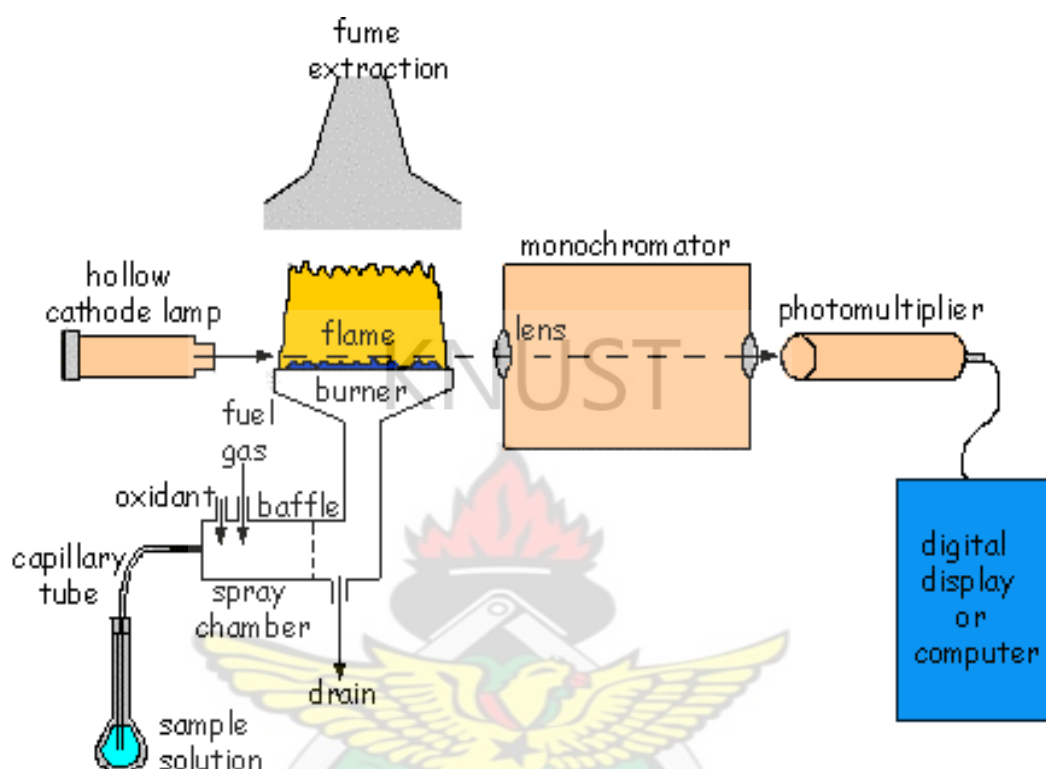 fume
extraction
monochromator
hollow
cathode lamp
photomultiplier
lens
flame
KNUST
burner
fuel
gas
oxidant
baffle
capillary
tube
spray
chamber
digital
display
or
computer
drain
sample
solution